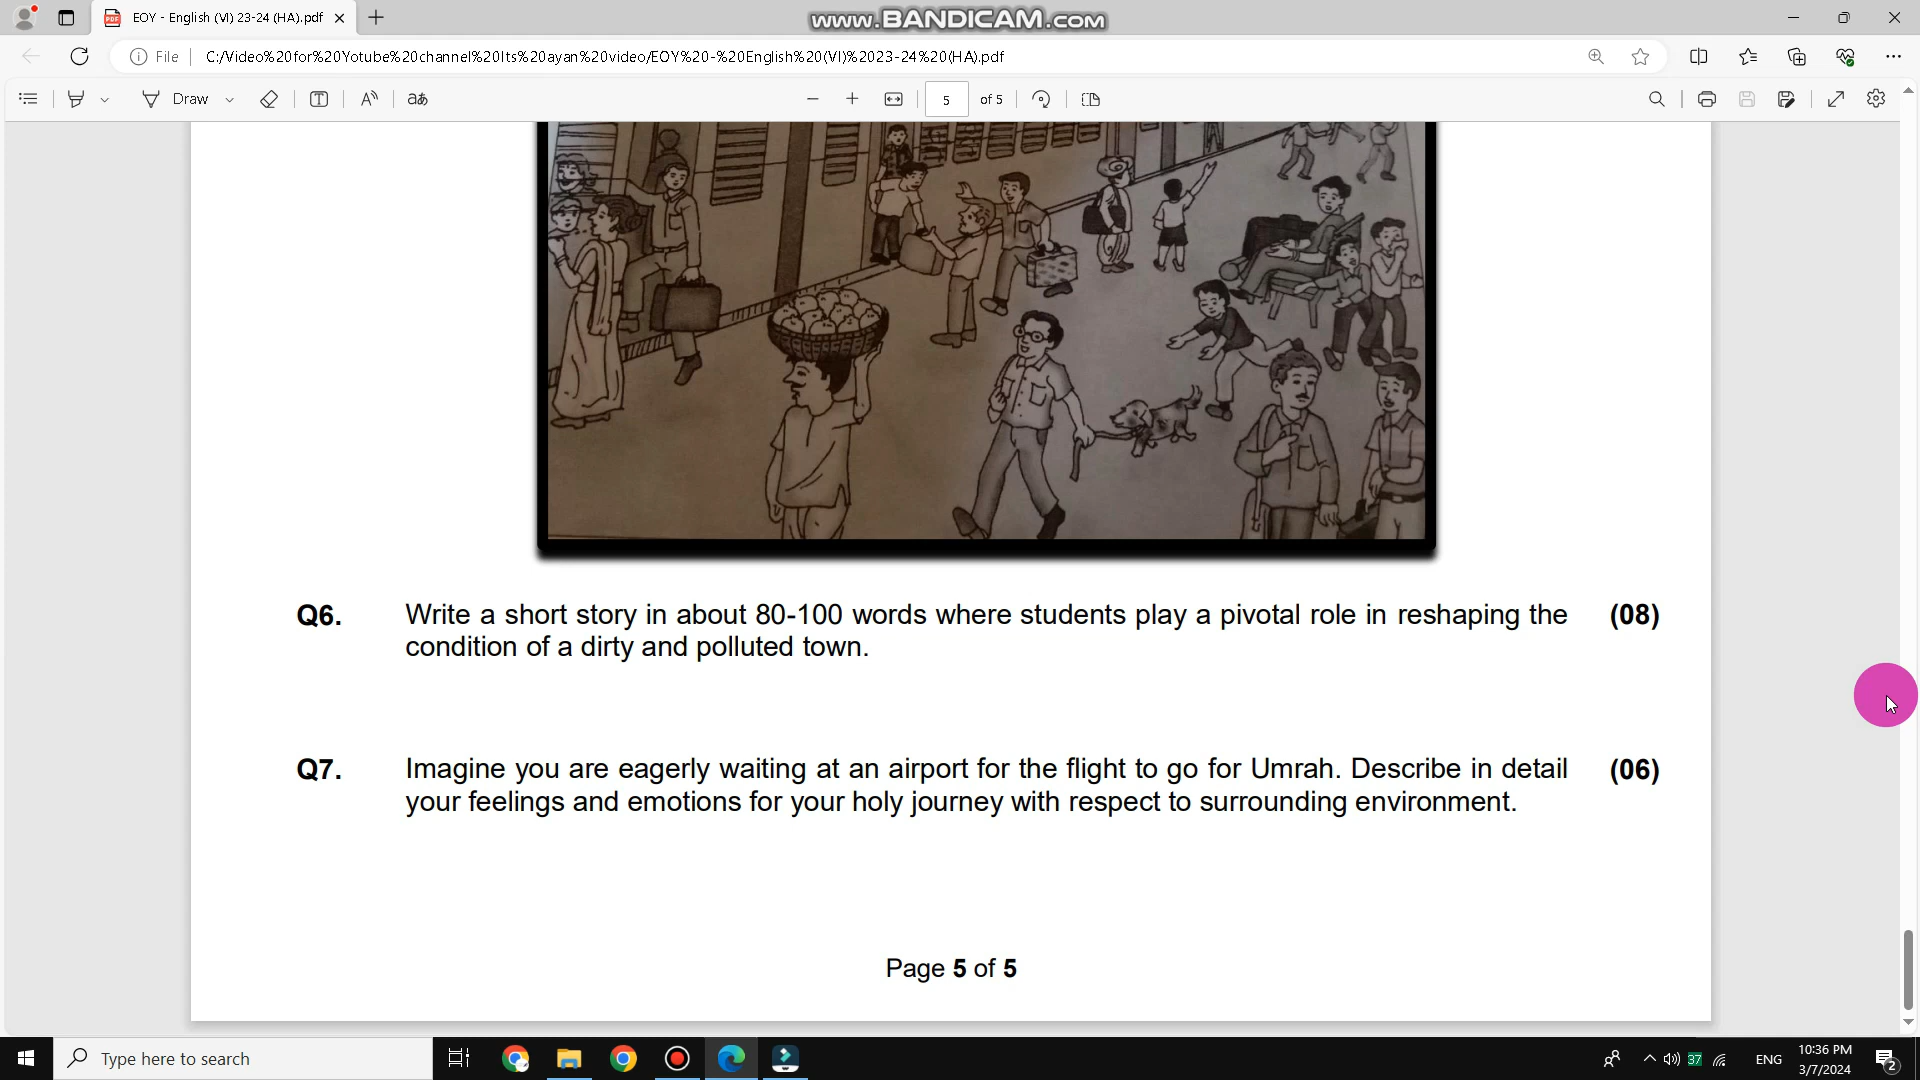 EOY - English (VI) 23-24 (HA).pdf
www.BANDICAM.com
File
C:/Video%20for%20Yotube%20channel%20Its%20ayan%20video/EOY%20-%20English%20(VI)%2023-24%20(HA).pdf
Draw
5 of 5
Q6. Write a short story in about 80-100 words where students play a pivotal role in reshaping the (08)
condition of a dirty and polluted town.
Q7. Imagine you are eagerly waiting at an airport for the flight to go for Umrah. Describe in detail (06)
your feelings and emotions for your holy journey with respect to surrounding environment.
Page 5 of 5
Type here to search
37
ENG
10:36 PM
3/7/2024
2